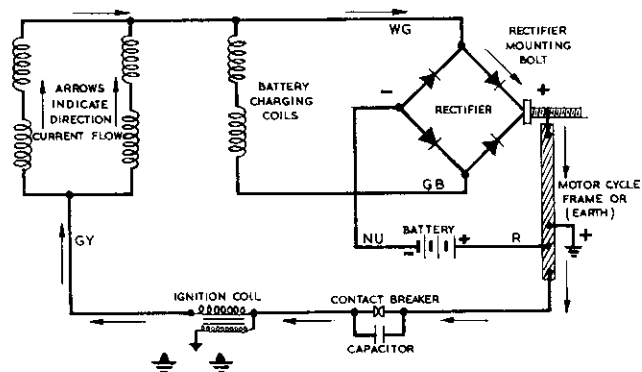 WG
RECTIFIER
MOUNTING
BOLT
+
ARROWS
INDICATE
DIRECTION
CURRENT FLOW
BATTERY
CHARGING
COILS
−
RECTIFIER
GB
MOTOR CYCLE
FRAME OR
(EARTH)
GY
NU
BATTERY
+
R
+
IGNITION COIL
CONTACT BREAKER
CAPACITOR